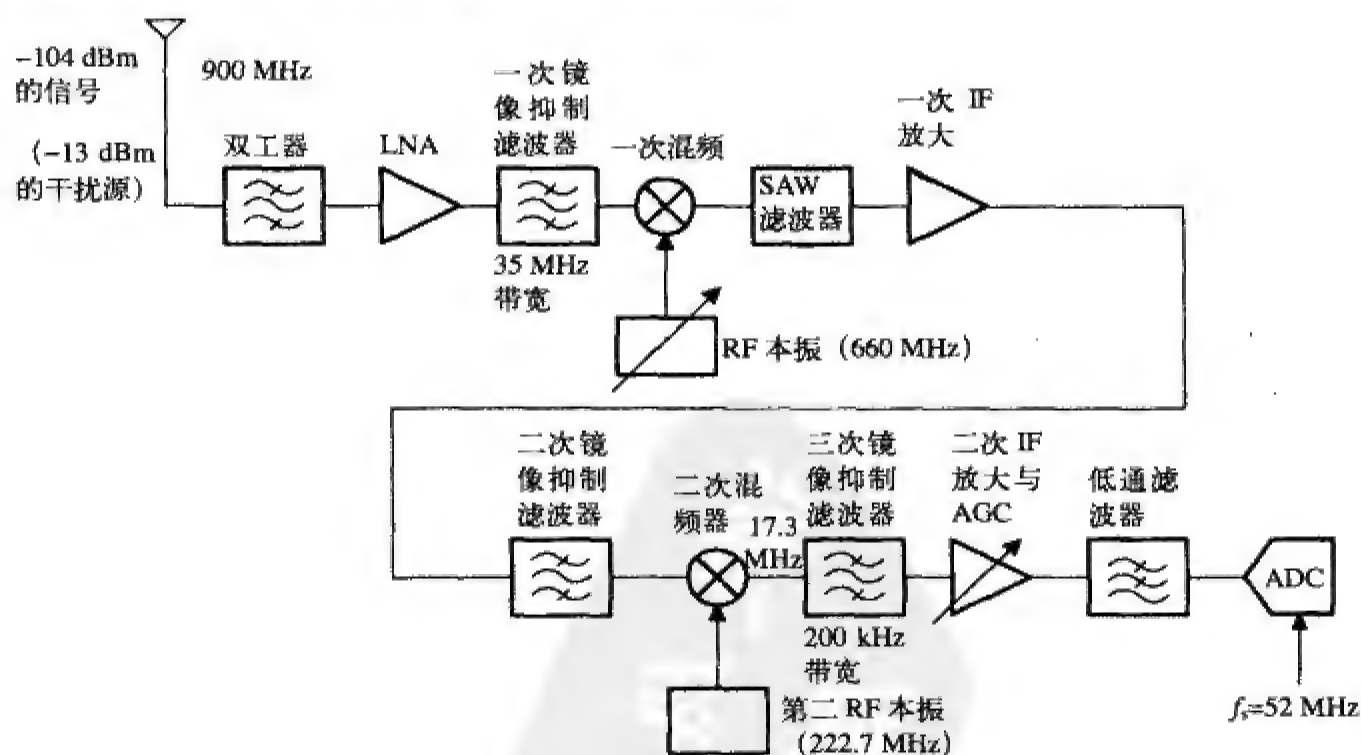 -104 dBm
的信号
(-13 dBm
的干扰源)
900 MHz
双工器
LNA
一次镜
像抑制
滤波器
35 MHz
带宽
一次混频
RF 本振（660 MHz）
SAW
滤波器
一次 IF
放大
二次镜
像抑制
滤波器
二次混
频器
第二 RF 本振
（222.7 MHz）
17.3
MHz
三次镜
像抑制
滤波器
200 kHz
带宽
二次 IF
放大与
AGC
低通滤
波器
ADC
fs=52 MHz